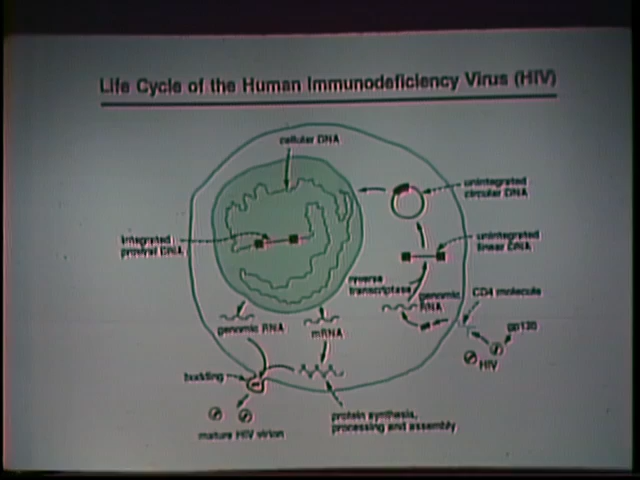 Life Cycle of the Human Immunodeficiency Virus (HIV)
cellular DNA
unintegrated
circular DNA
integrated
proviral DNA
unintegrated
linear DNA
reverse
transcriptase
genomic
RNA
CD4 molecule
gp120
HIV
genomic RNA
mRNA
budding
mature HIV virion
protein synthesis,
processing and assembly